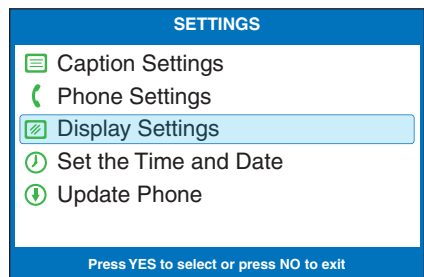 SETTINGS
Caption Settings
Phone Settings
Display Settings
Set the Time and Date
Update Phone
Press YES to select or press NO to exit